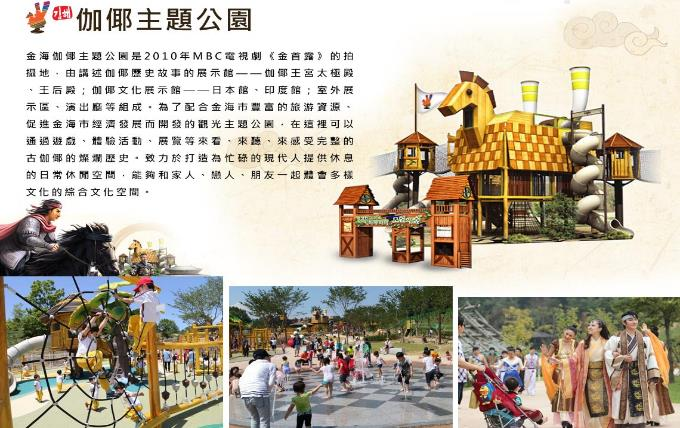 가야
伽倻主題公園
金海伽倻主題公園是2010年MBC電視劇《金首露》的拍
攝地，由講述伽倻歷史故事的展示館——伽倻王宮太極殿
、王后殿；伽倻文化展示館——日本館、印度館；室外展
示區、演出廳等組成。為了配合金海市豐富的旅游資源、
促進金海市經濟發展而開發的觀光主題公園，在這裡可以
通過遊戲、體驗活動、展覽等來看、來聽、來感受完整的
古伽倻的燦爛歷史。致力於打造為忙碌的現代人提供休息
的日常休閒空間，能夠和家人、戀人、朋友一起體會多樣
文化的綜合文化空間。